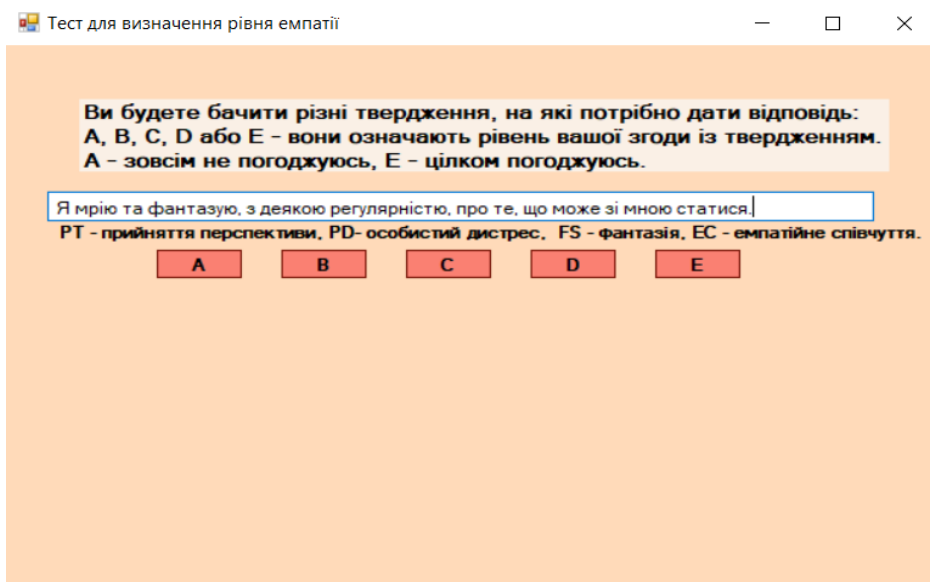 Тест для визначення рівня емпатії
Ви будете бачити різні твердження, на які потрібно дати відповідь:
A, B, C, D або E - вони означають рівень вашої згоди із твердженням.
A - зовсім не погоджуюсь, E - цілком погоджуюсь.
Я мрію та фантазую, з деякою регулярністю, про те, що може зі мною статися.
PT - прийняття перспективи, PD- особистий дистрес, FS - фантазія, EC - емпатійне співчуття.
A B C D E